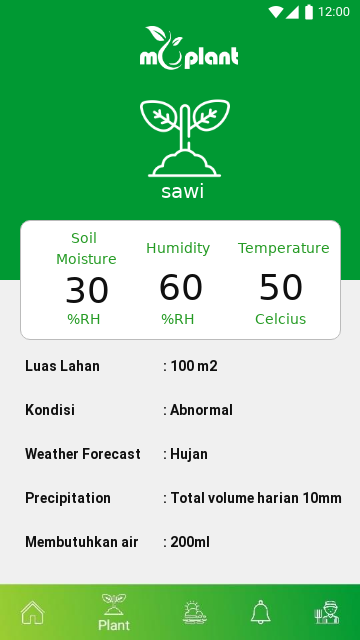 12:00
meplant
sawi
Soil Moisture
Humidity
Temperature
30
60
50
%RH
%RH
Celcius
Luas Lahan : 100 m2
Kondisi : Abnormal
Weather Forecast : Hujan
Precipitation : Total volume harian 10mm
Membutuhkan air : 200ml
Plant